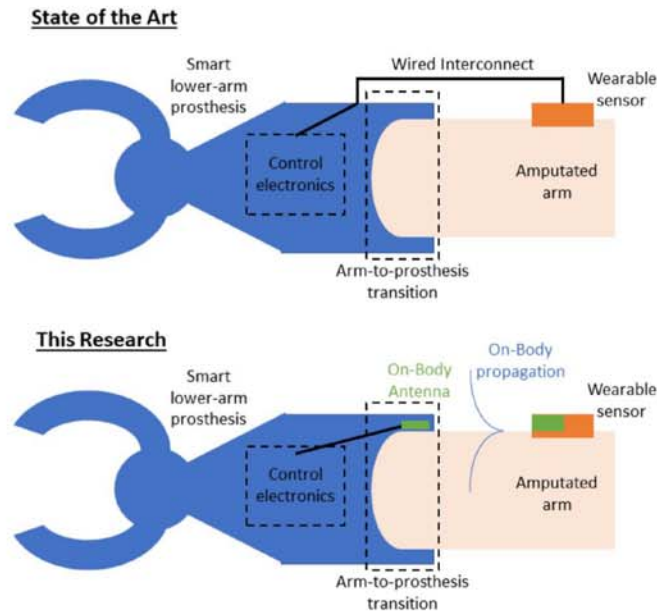 State of the Art
Smart
lower-arm
prosthesis
Wired Interconnect
Wearable
sensor
Control
electronics
Amputated
arm
Arm-to-prosthesis
transition
This Research
Smart
lower-arm
prosthesis
On-Body
Antenna
On-Body
propagation
Wearable
sensor
Control
electronics
Amputated
arm
Arm-to-prosthesis
transition